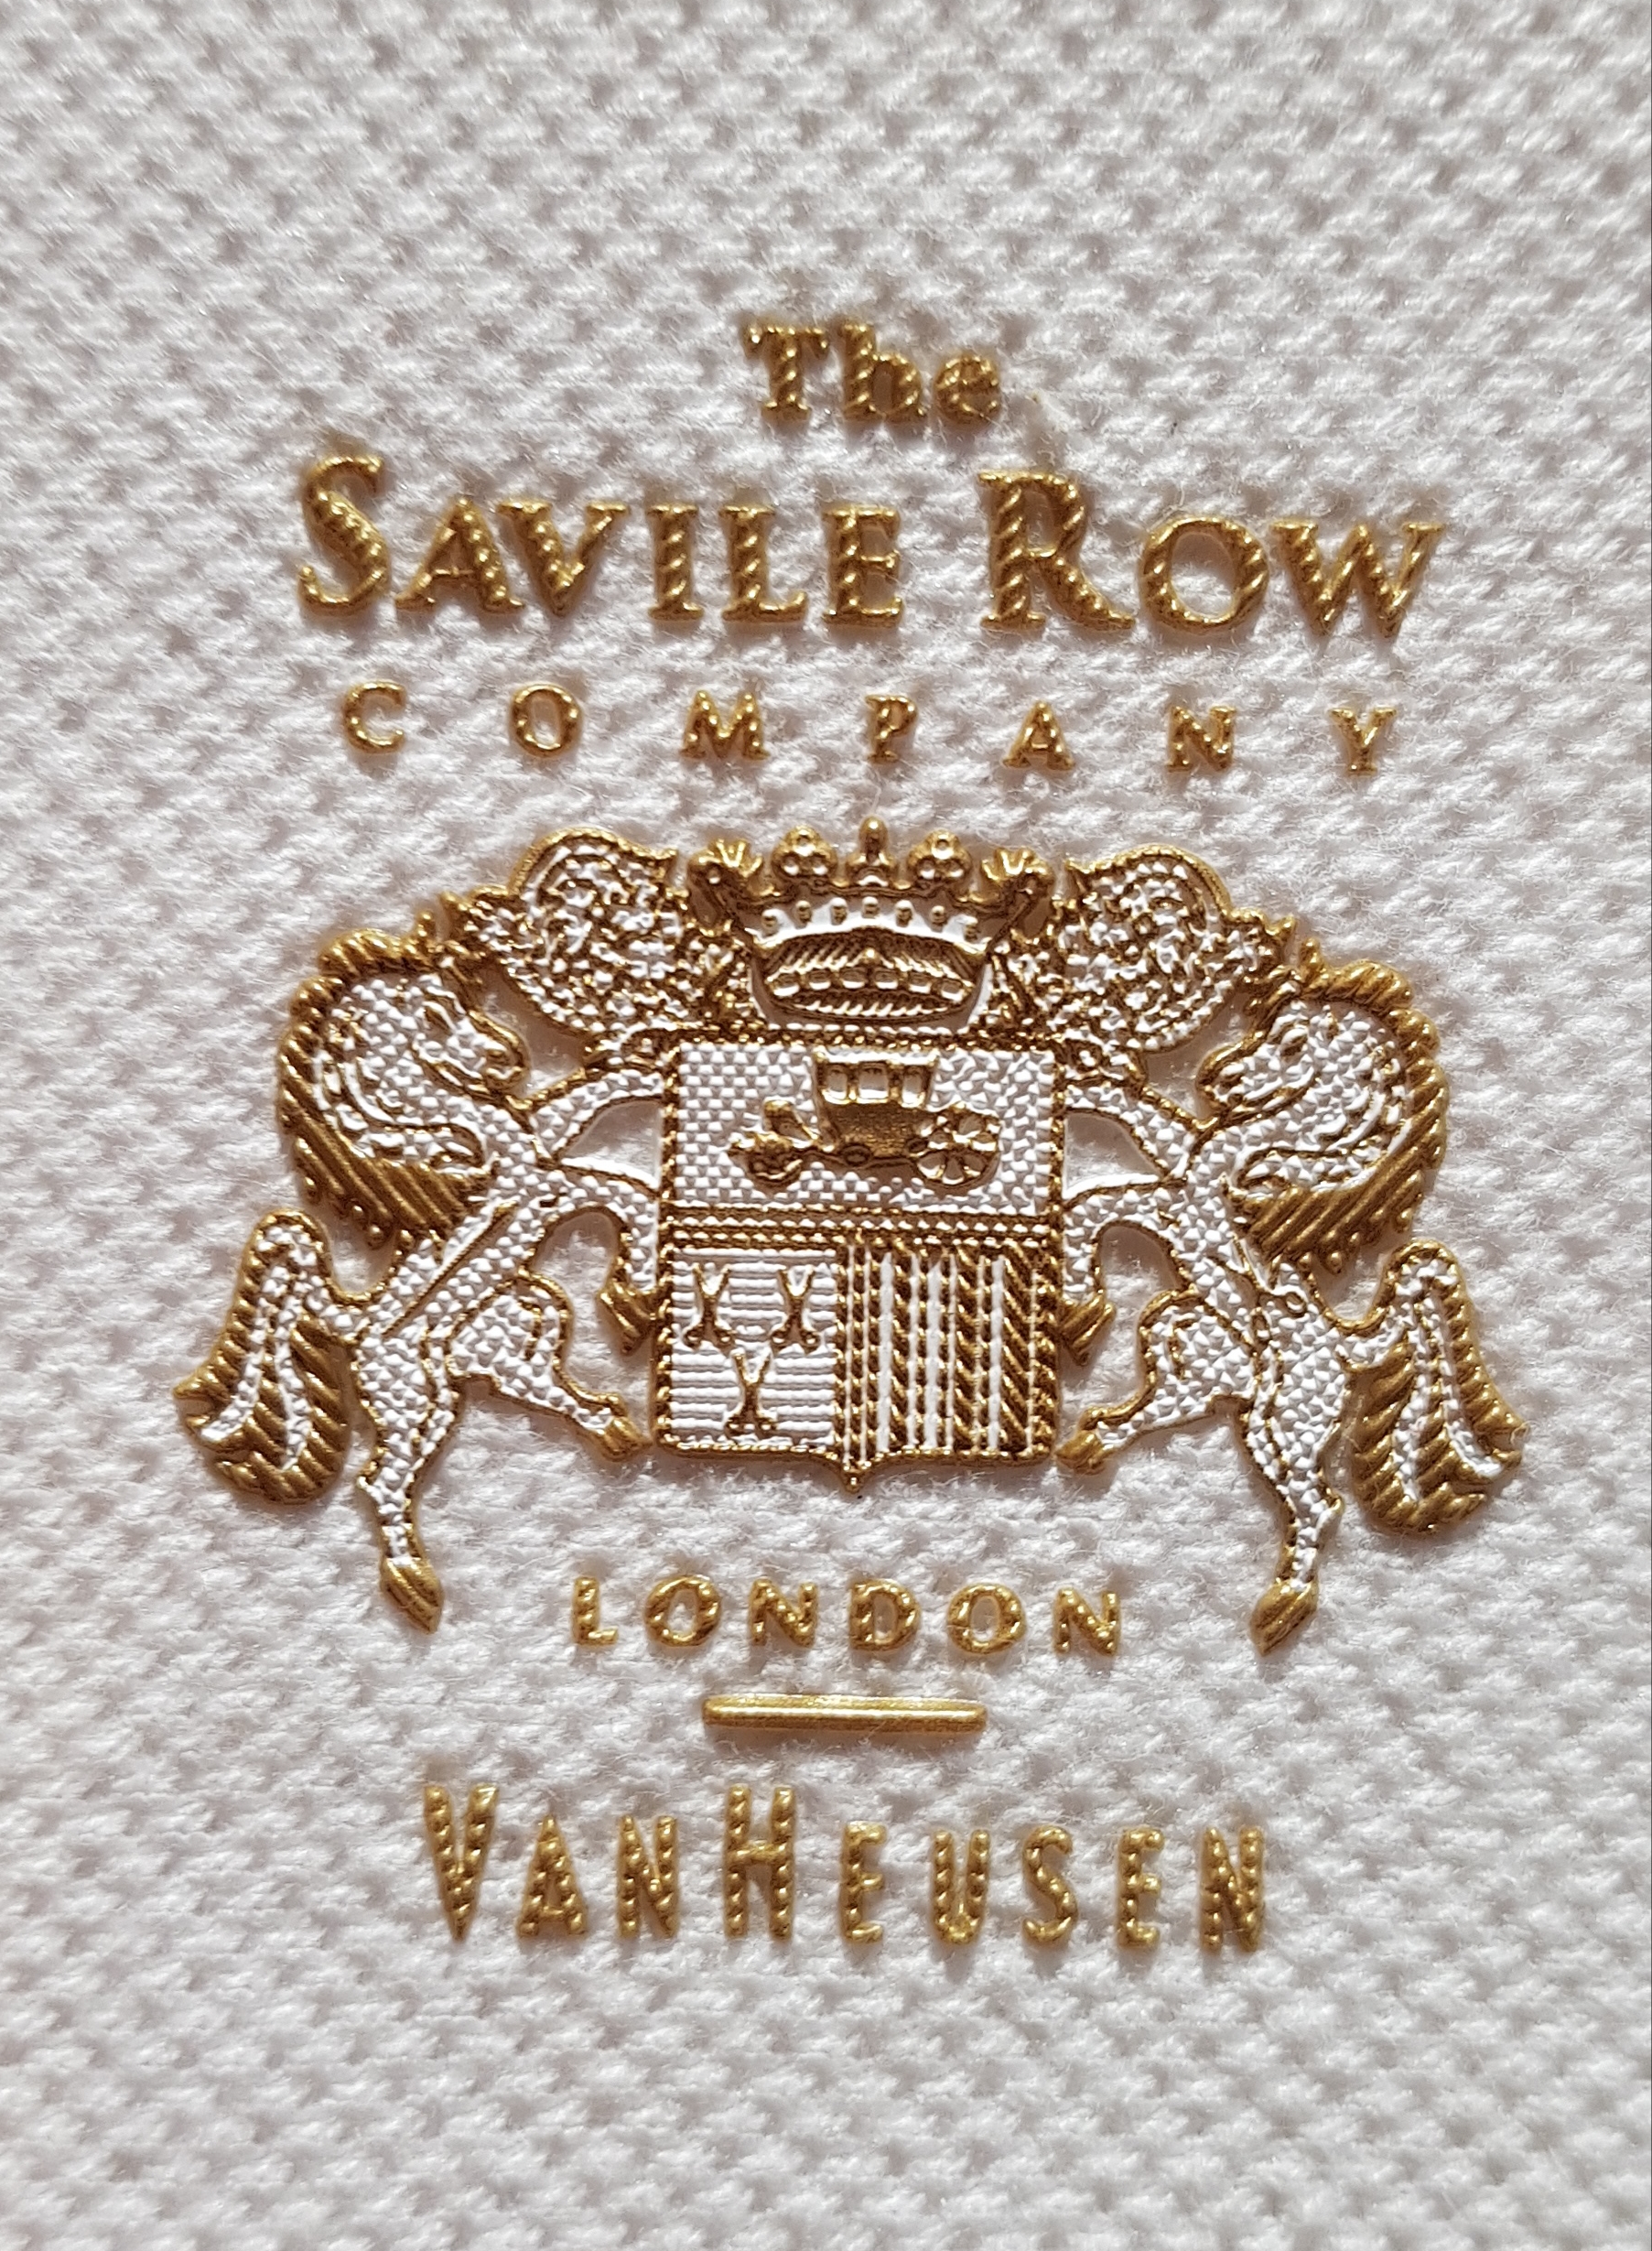 The
SAVILE ROW
COMPANY
LONDON
VANHEUSEN